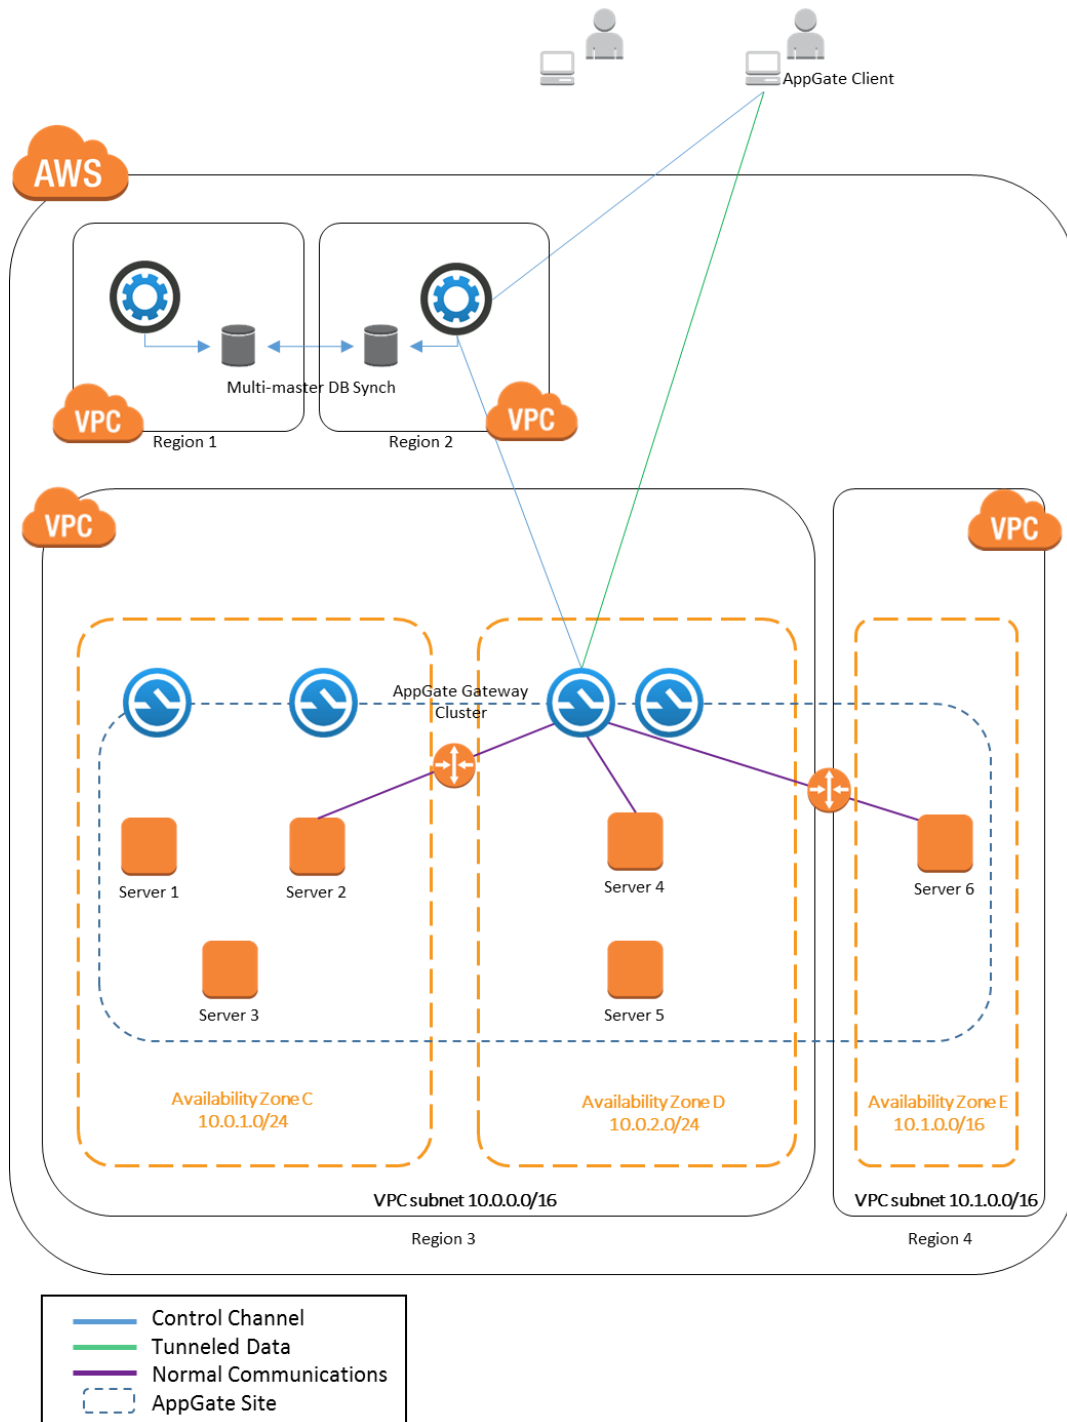 AppGate Client
AWS
Multi-master DB Synch
VPC
VPC
Region 1
Region 2
VPC
VPC
AppGate Gateway
Cluster
Server 1
Server 2
Server 4
Server 6
Server 3
Server 5
Availability Zone C
10.0.1.0/24
Availability Zone D
10.0.2.0/24
Availability Zone E
10.1.0.0/16
VPC subnet 10.0.0.0/16
VPC subnet 10.1.0.0/16
Region 3
Region 4
Control Channel
Tunneled Data
Normal Communications
AppGate Site